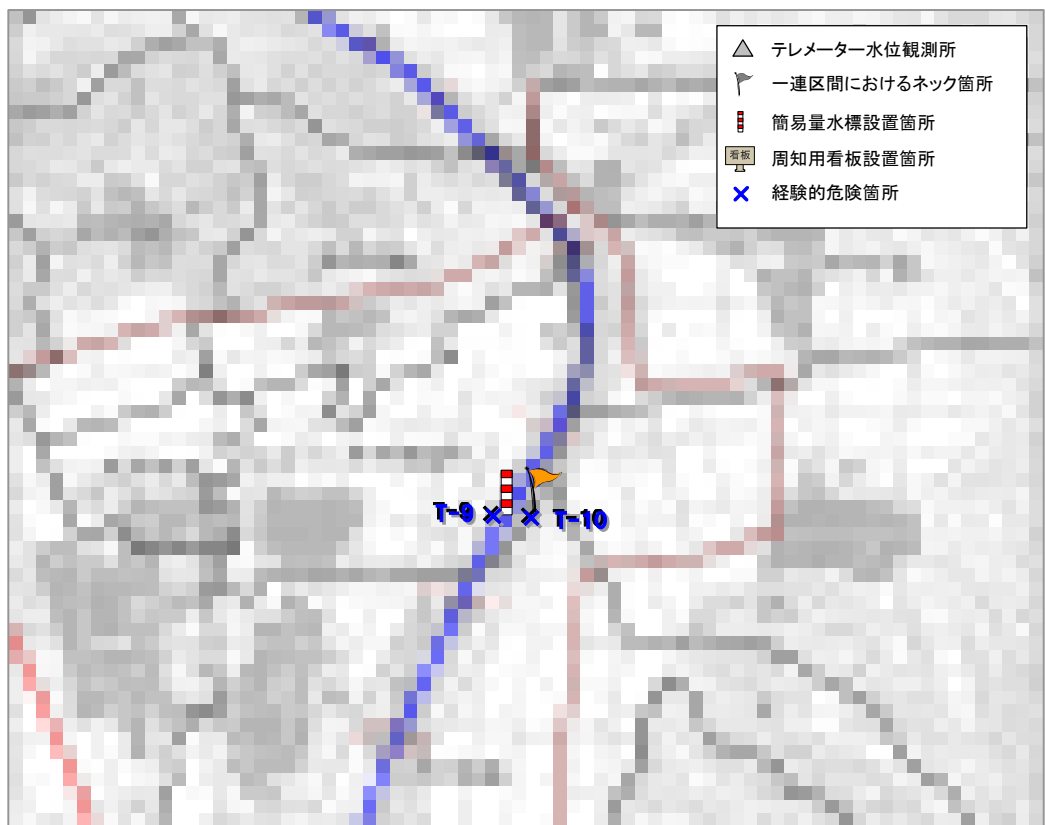 テレメーター水位観測所
一連区間におけるネック箇所
簡易量水標設置箇所
看板 周知用看板設置箇所
経験的危険箇所
T-9
T-10